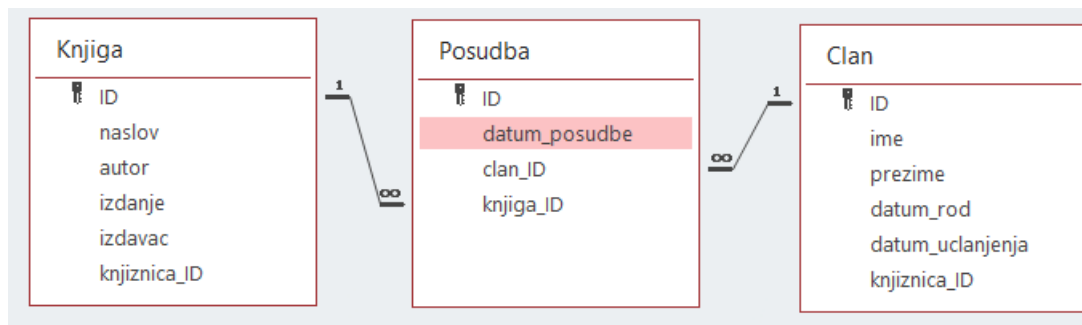 Knjiga
ID
naslov
autor
izdanje
izdavac
knjiznica_ID
1
∞
Posudba
ID
datum_posudbe
clan_ID
knjiga_ID
1
∞
Clan
ID
ime
prezime
datum_rod
datum_uclanjenja
knjiznica_ID